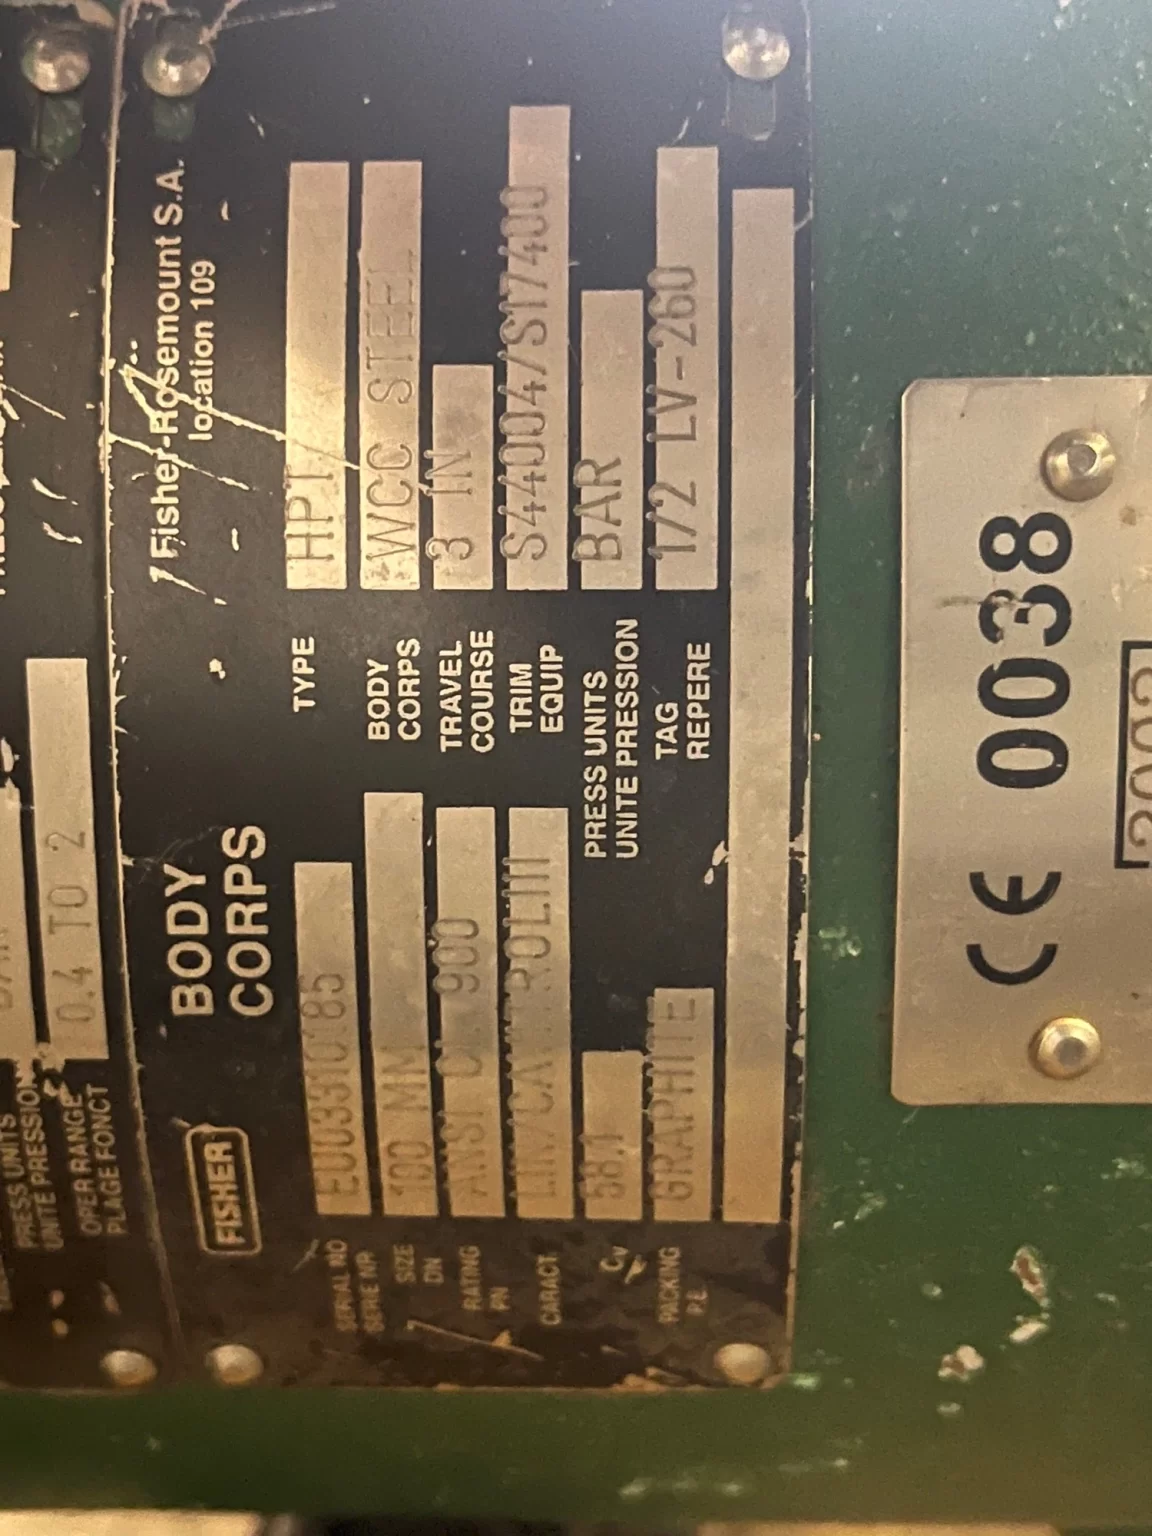 PRESS UNITS
UNITE PRESSION
OPER RANGE
PLAGE FONCT
0.4 TO 2
FISHER
BODY
CORPS
Fisher-Rosemount S.A.
location 109
SERIAL NO
SERIE NR
TYPE
HPT
SIZE
DN
100 MM
BODY
CORPS
WCC STEEL
RATING
PN
ANSI CL 900
TRAVEL
COURSE
3 IN
CARACT.
TRIM
EQUIP
S44004/S17400
Cv
PRESS UNITS
UNITE PRESSION
BAR
PACKING
P.E.
GRAPHITE
TAG
REPERE
1/2 LV-260
CE 0038
2002